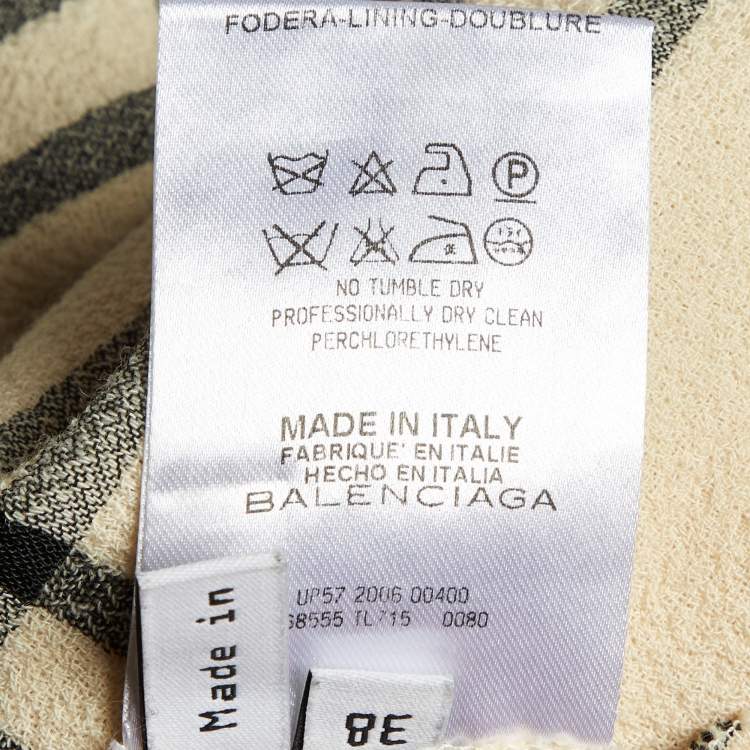 FODERA-LINING-DOUBLURE
P
NO TUMBLE DRY
PROFESSIONALLY DRY CLEAN
PERCHLORETHYLENE
MADE IN ITALY
FABRIQUE' EN ITALIE
HECHO EN ITALIA
BALENCIAGA
UP57 2006 00400
68555 TL715 0080
Made in
38